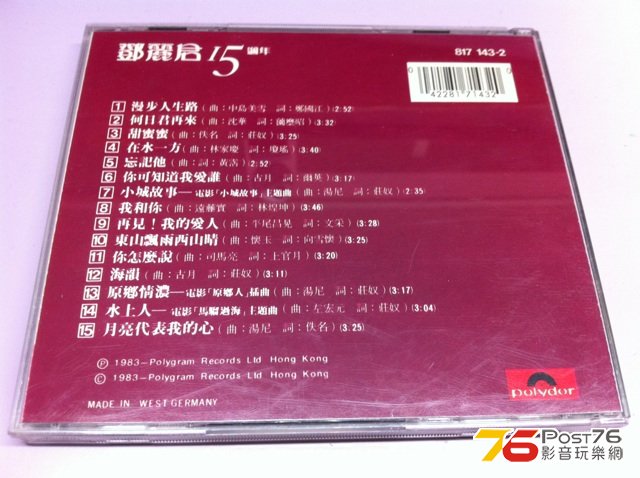 鄧麗君15週年
817 143-2
0 42281 71432
1 漫步人生路(曲:中島美雪 詞:鄭國江)2:52
2 何日君再來(曲:沈華 詞:)3:32
3 甜蜜蜜(曲:佚名 詞:莊奴)3:25
4 在水一方(曲:林家慶 詞:瓊瑤)3:40
5 忘記他(曲、詞:黃霑)2:52
6 你可知道我愛誰(曲:古月 詞:爾英)3:17
7 小城故事—電影「小城故事」主題曲(曲:湯尼 詞:莊奴)2:35
8 我和你(曲:遠藤實 詞:林煌坤)3:46
9 再見!我的愛人(曲:平尾昌晃 詞:文采)3:28
10 東山飄雨西山晴(曲:懷玉 詞:向雪懷)3:25
11 你怎麼說(曲:司馬亮 詞:上官月)3:20
12 海韻(曲:古月 詞:莊奴)3:11
13 原鄉情濃—電影「原鄉人」插曲(曲:湯尼 詞:莊奴)3:17
14 水上人—電影「馬騮過海」主題曲(曲:左宏元 詞:莊奴)3:04
15 月亮代表我的心(曲:湯尼 詞:佚名)3:25
Ⓟ 1983-Polygram Records Ltd Hong Kong
© 1983-Polygram Records Ltd Hong Kong
MADE IN WEST GERMANY
polydor
76 POST76
影音玩樂網